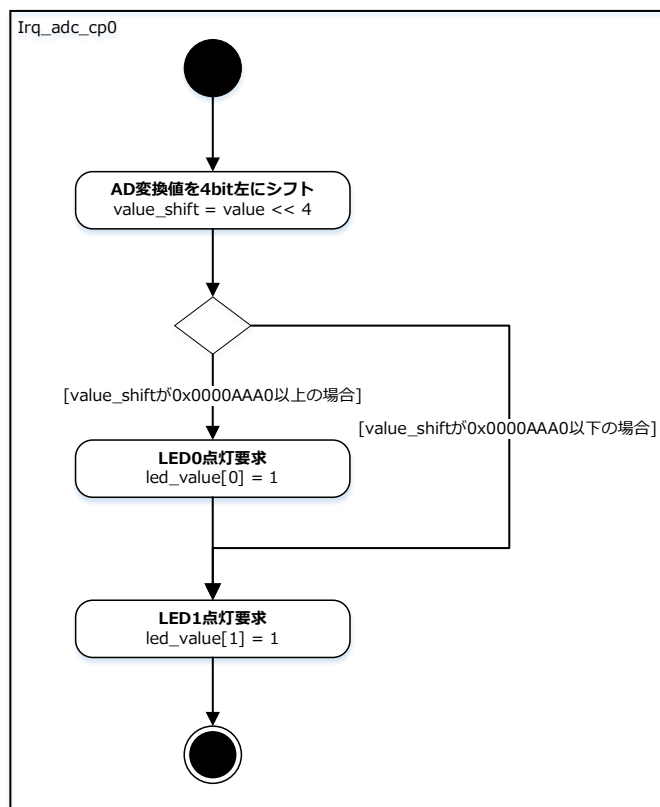 Irq_adc_cp0
AD変換値を4bit左にシフト
value_shift = value << 4
[value_shiftが0x0000AAA0以上の場合]
[value_shiftが0x0000AAA0以下の場合]
LED0点灯要求
led_value[0] = 1
LED1点灯要求
led_value[1] = 1